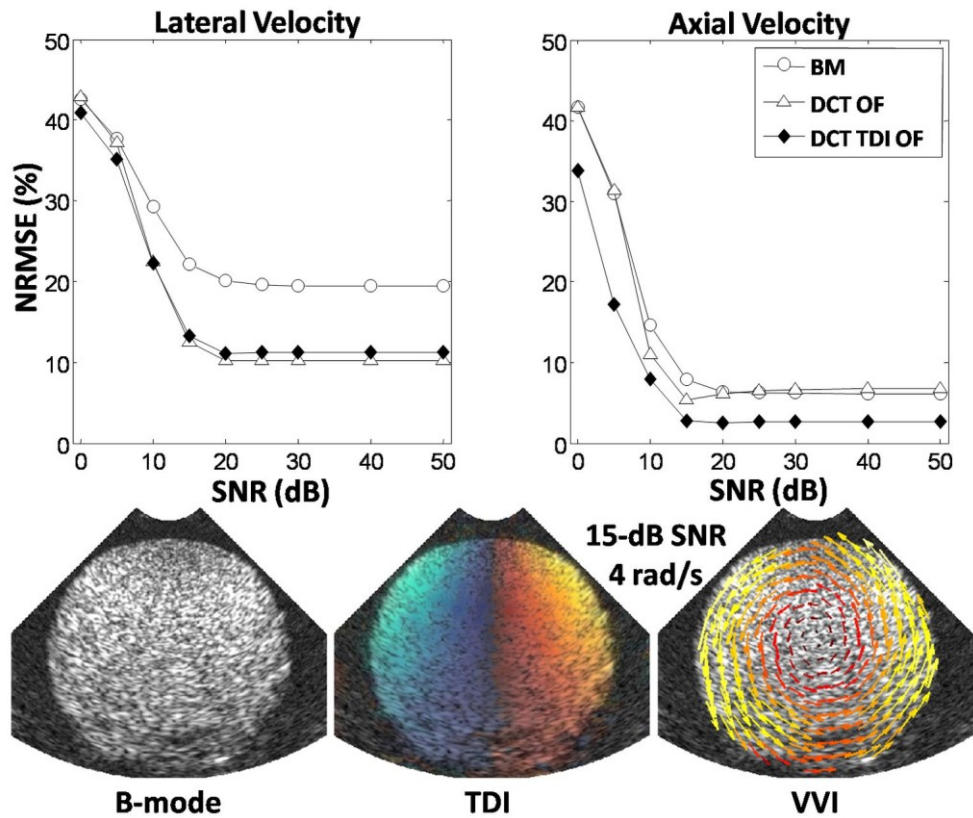 Lateral Velocity
Axial Velocity
NRMSE (%)
50
40
30
20
10
0
0 10 20 30 40 50
SNR (dB)
50
40
30
20
10
0
0 10 20 30 40 50
SNR (dB)
BM
DCT OF
DCT TDI OF
15-dB SNR
4 rad/s
B-mode
TDI
VVI